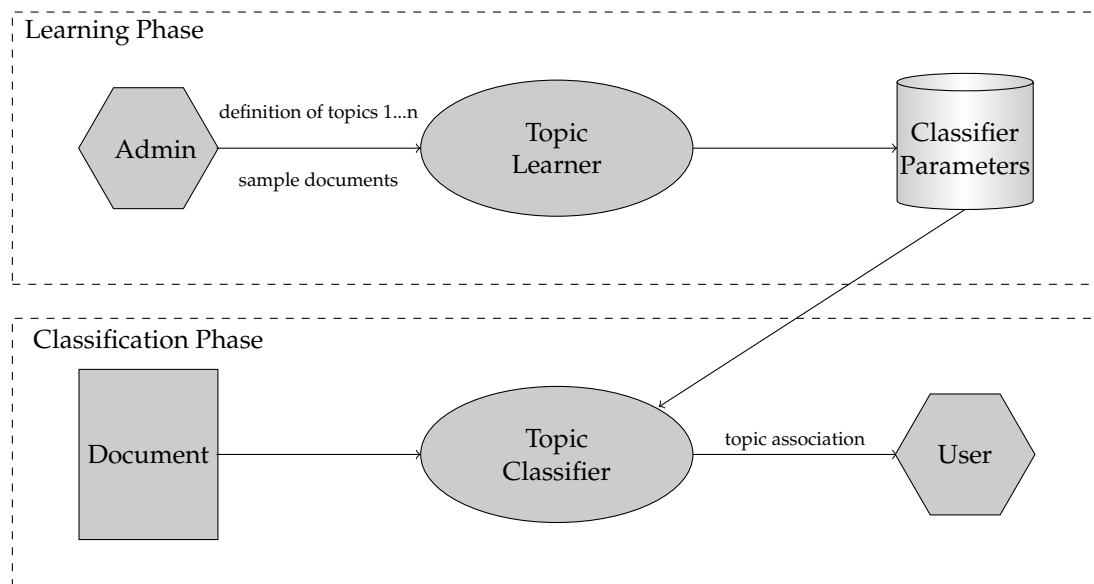 Learning Phase
definition of topics 1...n
Admin
sample documents
Topic
Learner
Classifier
Parameters
Classification Phase
Document
Topic
Classifier
topic association
User